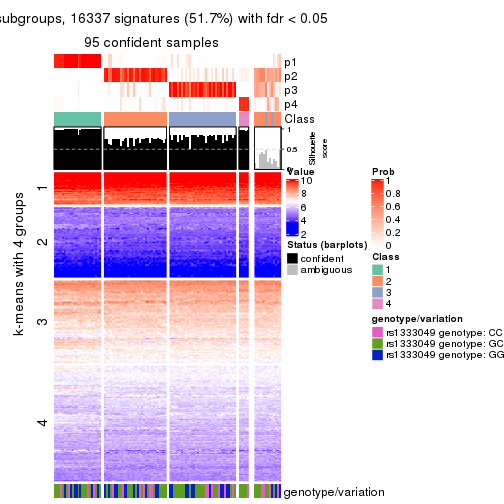 subgroups, 16337 signatures (51.7%) with fdr < 0.05
95 confident samples
p1
p2
p3
p4
Class
1
0.5
0
Silhouette
score
k-means with 4 groups
1
2
3
4
genotype/variation
Value
10
8
6
4
2
Status (barplots)
confident
ambiguous
Prob
1
0.8
0.6
0.4
0.2
0
Class
1
2
3
4
genotype/variation
rs1333049 genotype: CC
rs1333049 genotype: GC
rs1333049 genotype: GG